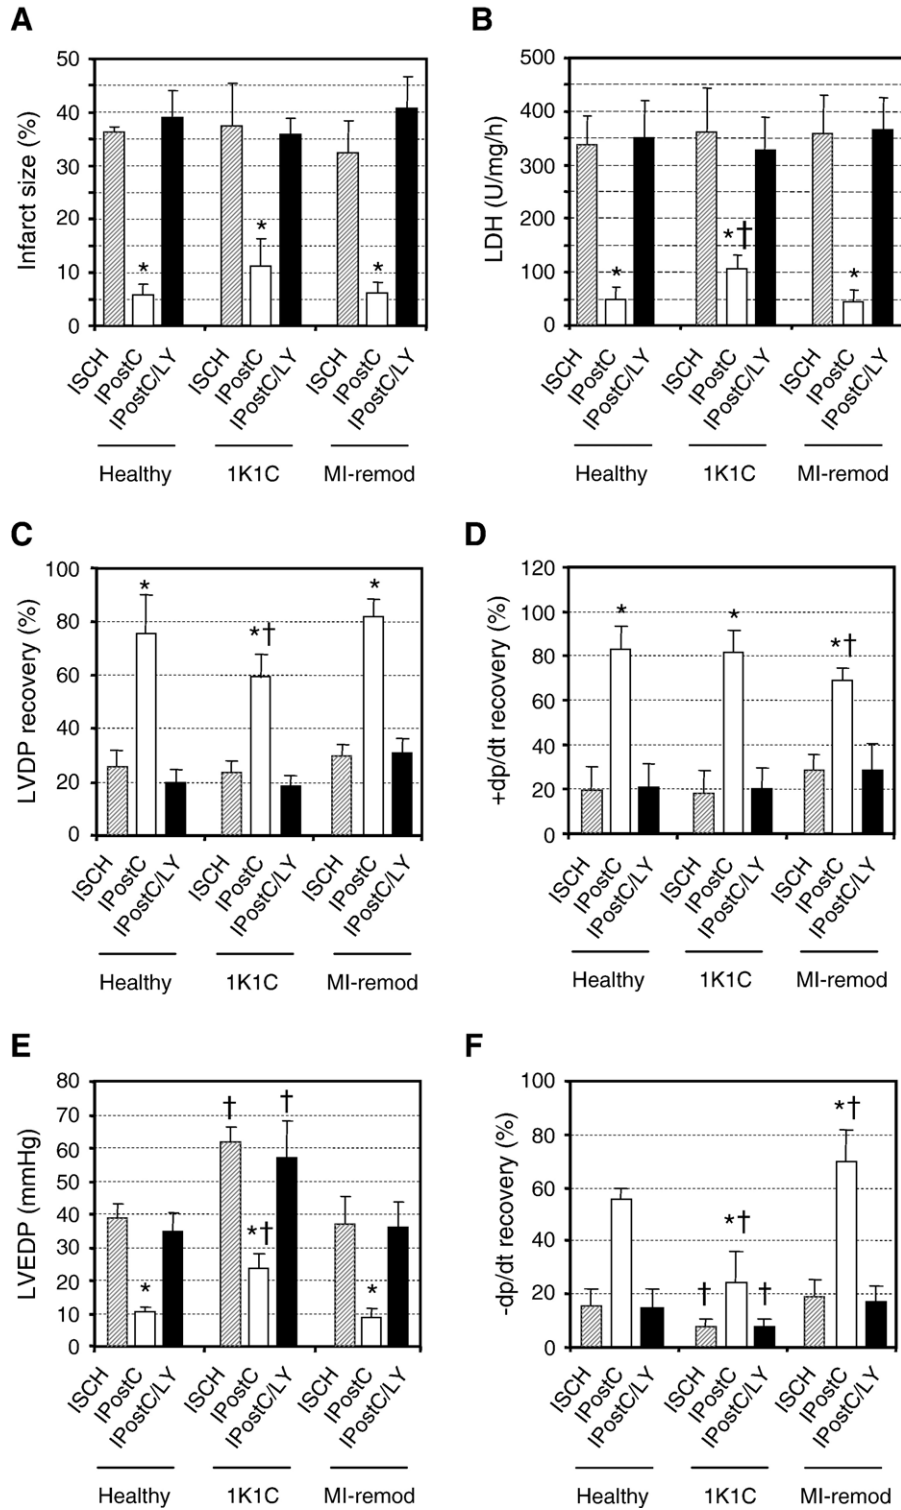 A
Infarct size (%)
50
40
30
20
10
0
*
*
*
ISCH
IPostC
IPostC/LY
ISCH
IPostC
IPostC/LY
ISCH
IPostC
IPostC/LY
Healthy 1K1C MI-remod
B
LDH (U/mg/h)
500
400
300
200
100
0
*
*†
*
ISCH
IPostC
IPostC/LY
ISCH
IPostC
IPostC/LY
ISCH
IPostC
IPostC/LY
Healthy 1K1C MI-remod
C
LVDP recovery (%)
100
80
60
40
20
0
*
*†
*
ISCH
IPostC
IPostC/LY
ISCH
IPostC
IPostC/LY
ISCH
IPostC
IPostC/LY
Healthy 1K1C MI-remod
D
+dp/dt recovery (%)
120
100
80
60
40
20
0
*
*
*†
ISCH
IPostC
IPostC/LY
ISCH
IPostC
IPostC/LY
ISCH
IPostC
IPostC/LY
Healthy 1K1C MI-remod
E
LVEDP (mmHg)
80
70
60
50
40
30
20
10
0
*
†
*†
†
*
ISCH
IPostC
IPostC/LY
ISCH
IPostC
IPostC/LY
ISCH
IPostC
IPostC/LY
Healthy 1K1C MI-remod
F
-dp/dt recovery (%)
100
80
60
40
20
0
†
*†
†
*†
ISCH
IPostC
IPostC/LY
ISCH
IPostC
IPostC/LY
ISCH
IPostC
IPostC/LY
Healthy 1K1C MI-remod